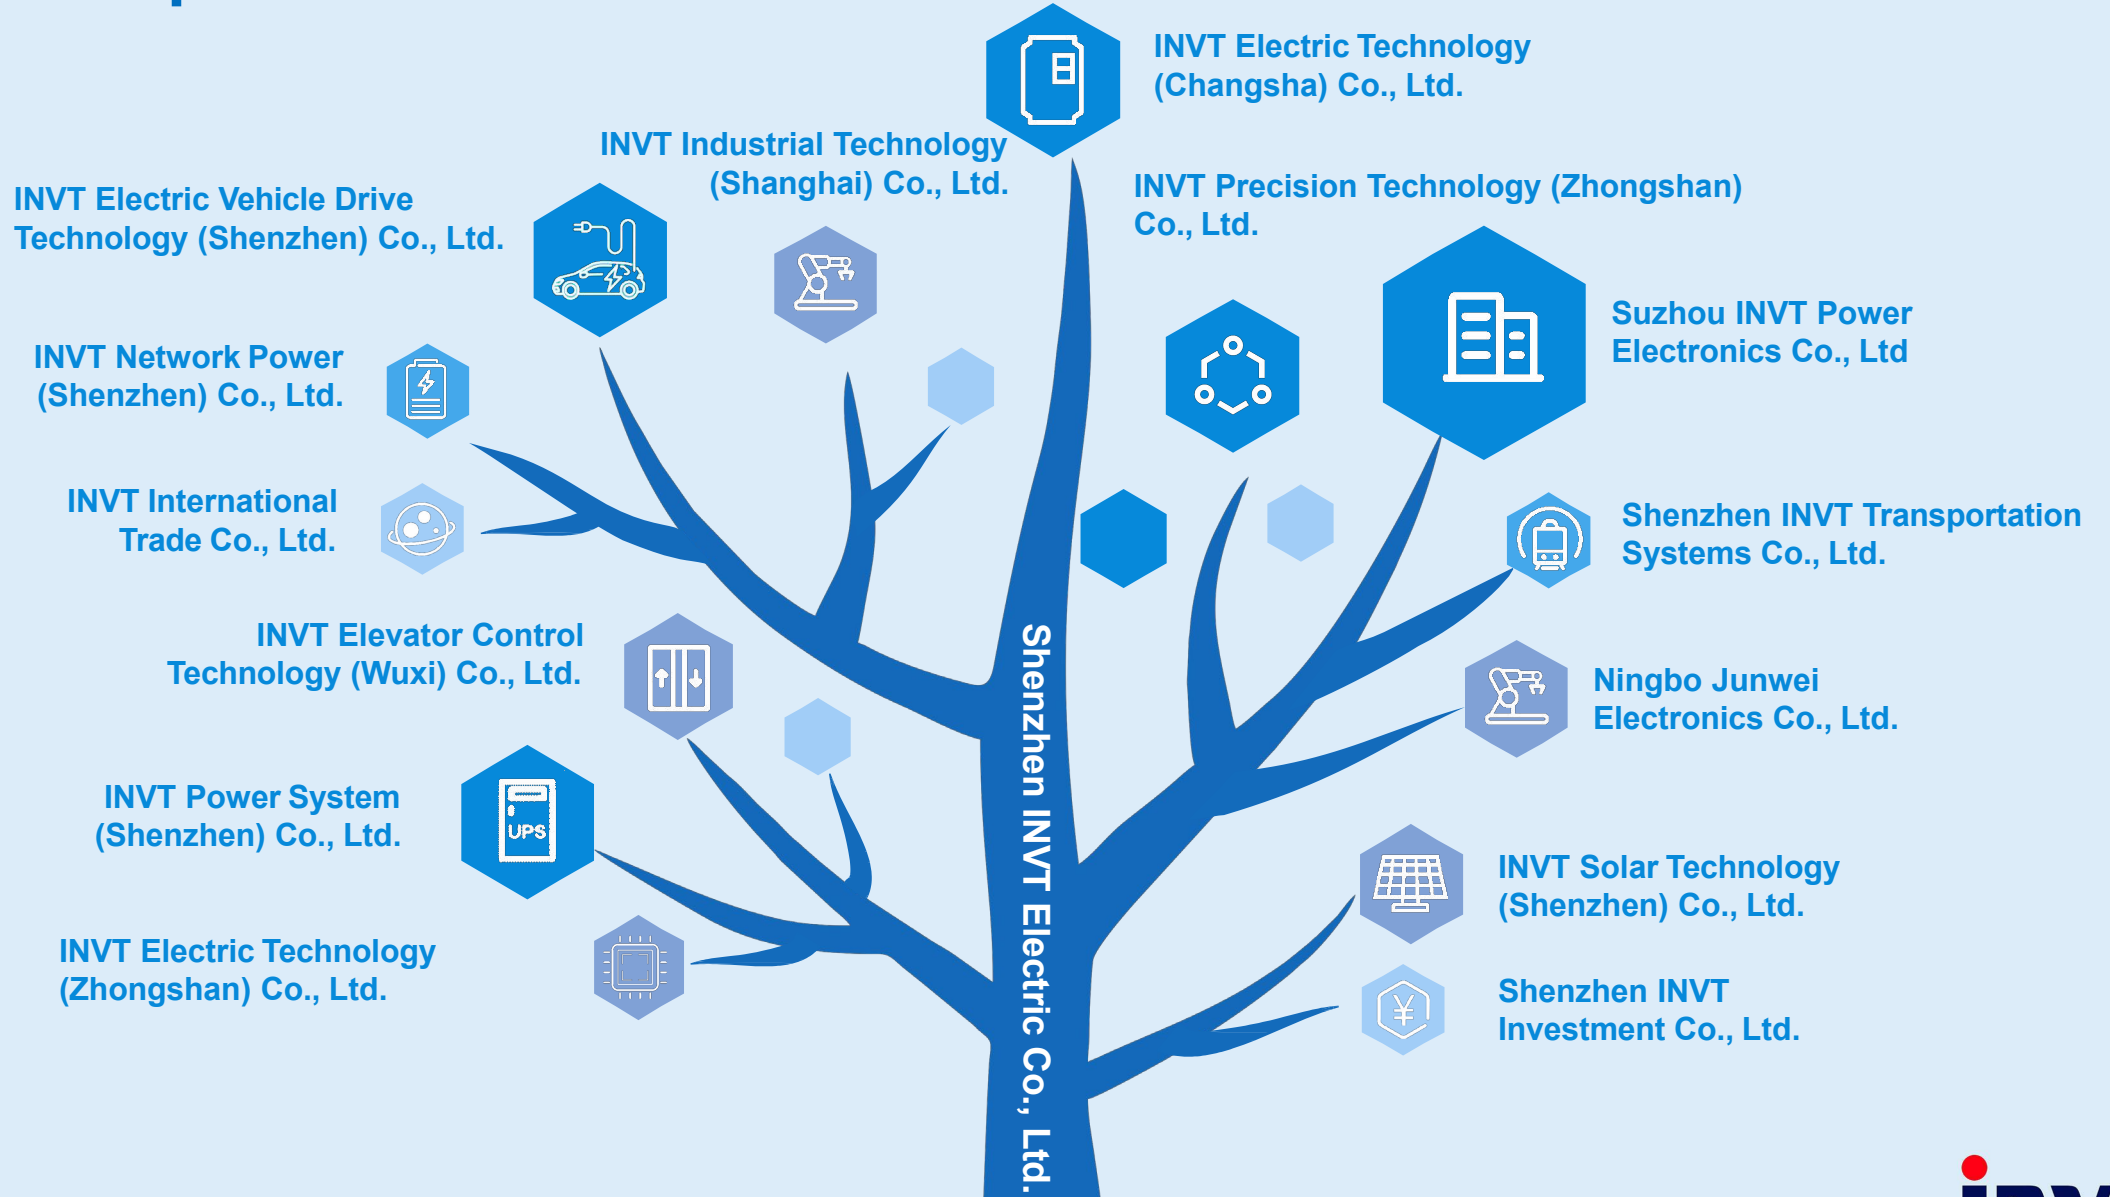 INVT Electric Technology
(Changsha) Co., Ltd.
INVT Industrial Technology
(Shanghai) Co., Ltd.
INVT Precision Technology (Zhongshan)
Co., Ltd.
INVT Electric Vehicle Drive
Technology (Shenzhen) Co., Ltd.
Suzhou INVT Power
Electronics Co., Ltd
INVT Network Power
(Shenzhen) Co., Ltd.
INVT International
Trade Co., Ltd.
Shenzhen INVT Transportation
Systems Co., Ltd.
INVT Elevator Control
Technology (Wuxi) Co., Ltd.
Shenzhen INVT Electric Co., Ltd.
Ningbo Junwei
Electronics Co., Ltd.
INVT Power System
(Shenzhen) Co., Ltd.
UPS
INVT Solar Technology
(Shenzhen) Co., Ltd.
INVT Electric Technology
(Zhongshan) Co., Ltd.
Shenzhen INVT
Investment Co., Ltd.
¥